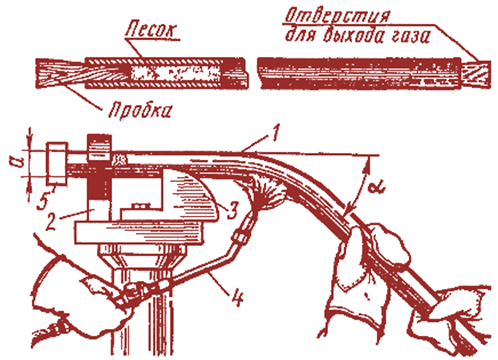 Песок
Отверстия
для выхода газа
Пробка
1
a
α
5
2
3
4